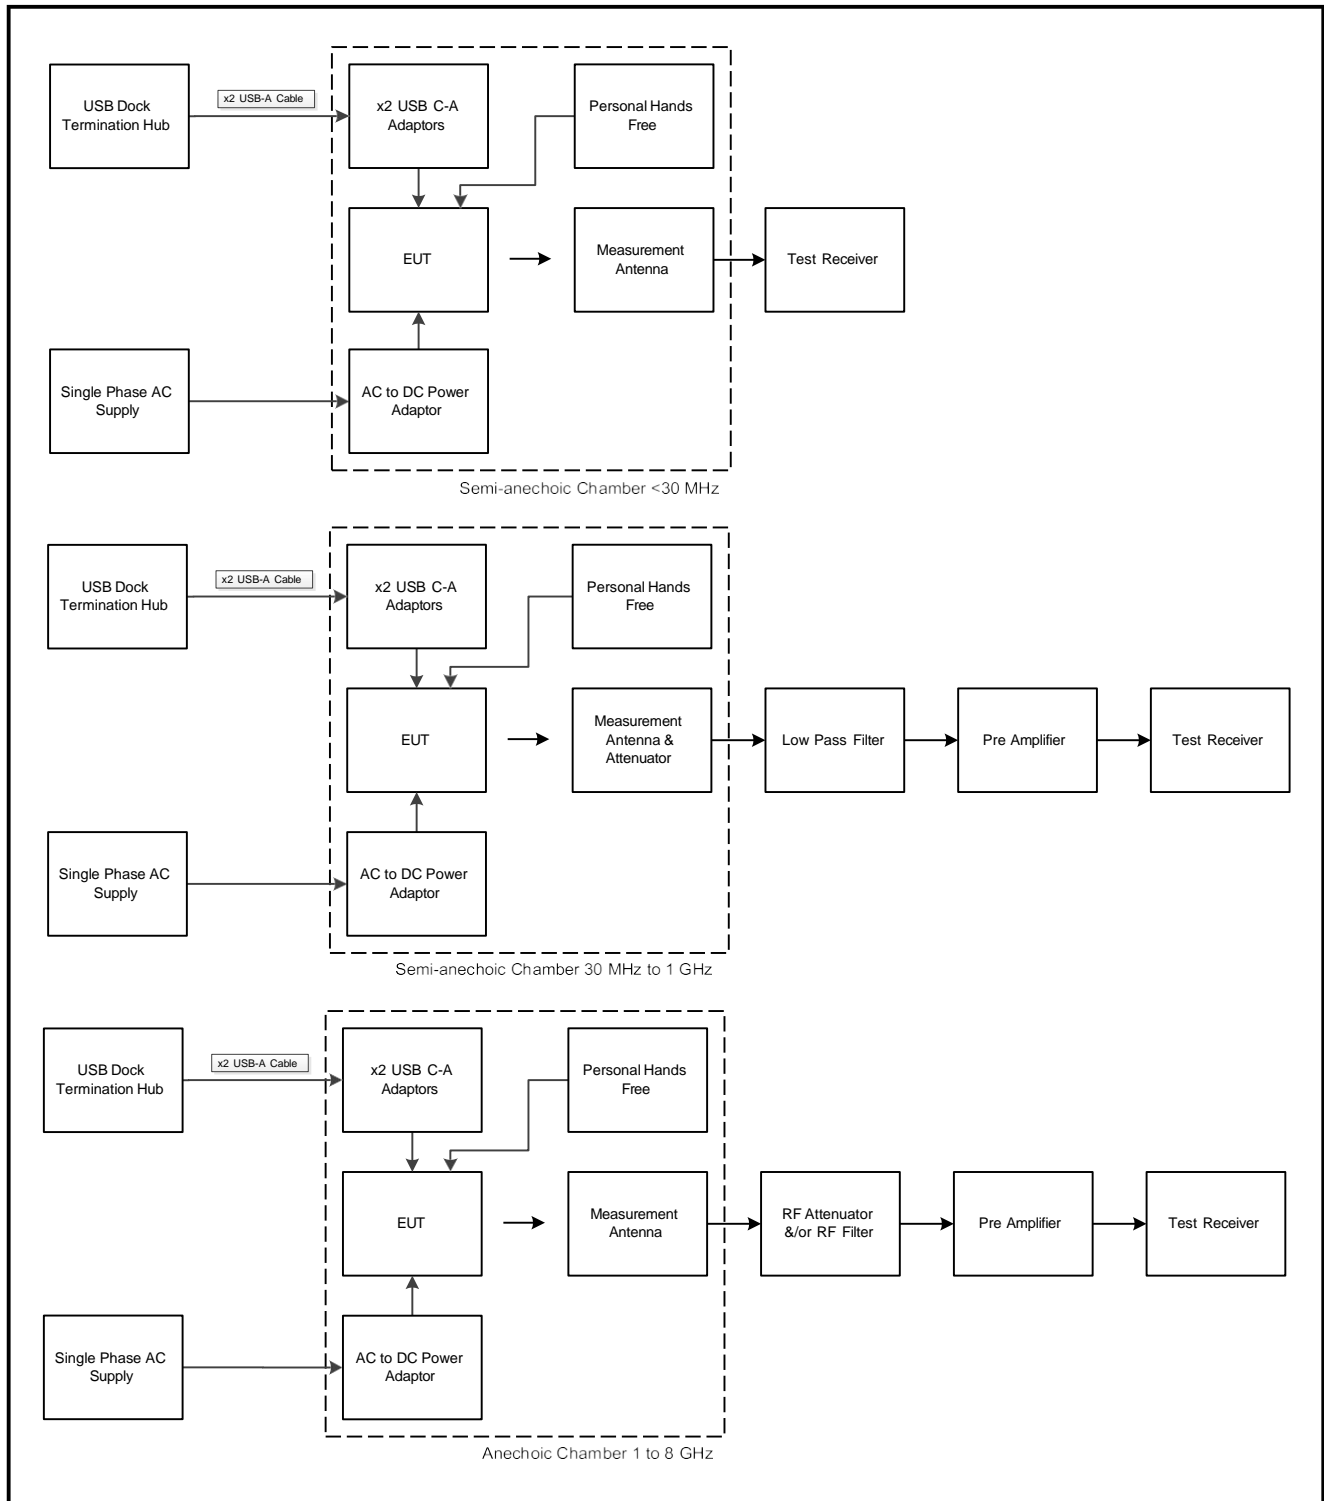 USB Dock
Termination Hub
x2 USB-A Cable
x2 USB C-A
Adaptors
Personal Hands
Free
EUT
Measurement
Antenna
Test Receiver
Single Phase AC
Supply
AC to DC Power
Adaptor
Semi-anechoic Chamber <30 MHz
USB Dock
Termination Hub
x2 USB-A Cable
x2 USB C-A
Adaptors
Personal Hands
Free
EUT
Measurement
Antenna &
Attenuator
Low Pass Filter
Pre Amplifier
Test Receiver
Single Phase AC
Supply
AC to DC Power
Adaptor
Semi-anechoic Chamber 30 MHz to 1 GHz
USB Dock
Termination Hub
x2 USB-A Cable
x2 USB C-A
Adaptors
Personal Hands
Free
EUT
Measurement
Antenna
RF Attenuator
&/or RF Filter
Pre Amplifier
Test Receiver
Single Phase AC
Supply
AC to DC Power
Adaptor
Anechoic Chamber 1 to 8 GHz